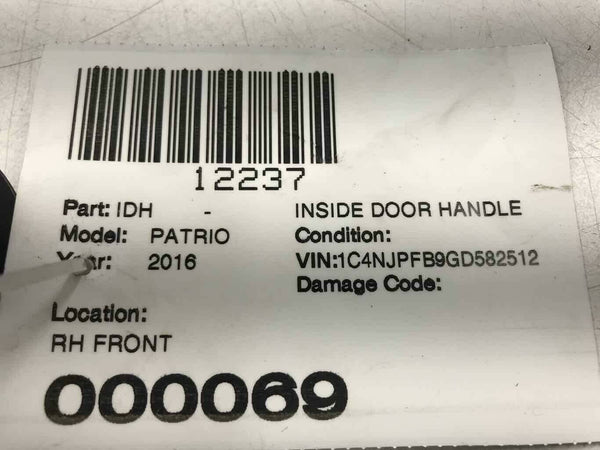 12237
Part: IDH - INSIDE DOOR HANDLE
Model: PATRIO Condition:
Year: 2016 VIN:1C4NJPFB9GD582512
Damage Code:
Location:
RH FRONT
000069